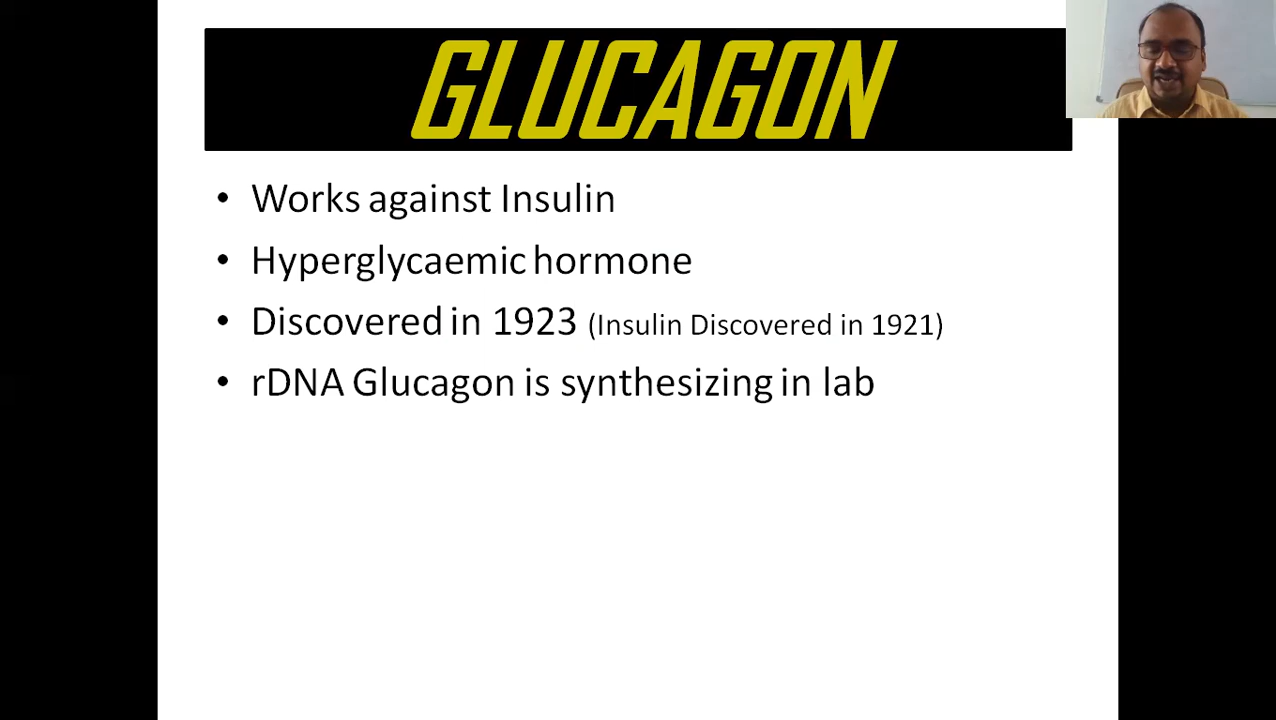 GLUCAGON
• Works against Insulin
• Hyperglycaemic hormone
• Discovered in 1923 (Insulin Discovered in 1921)
• rDNA Glucagon is synthesizing in lab